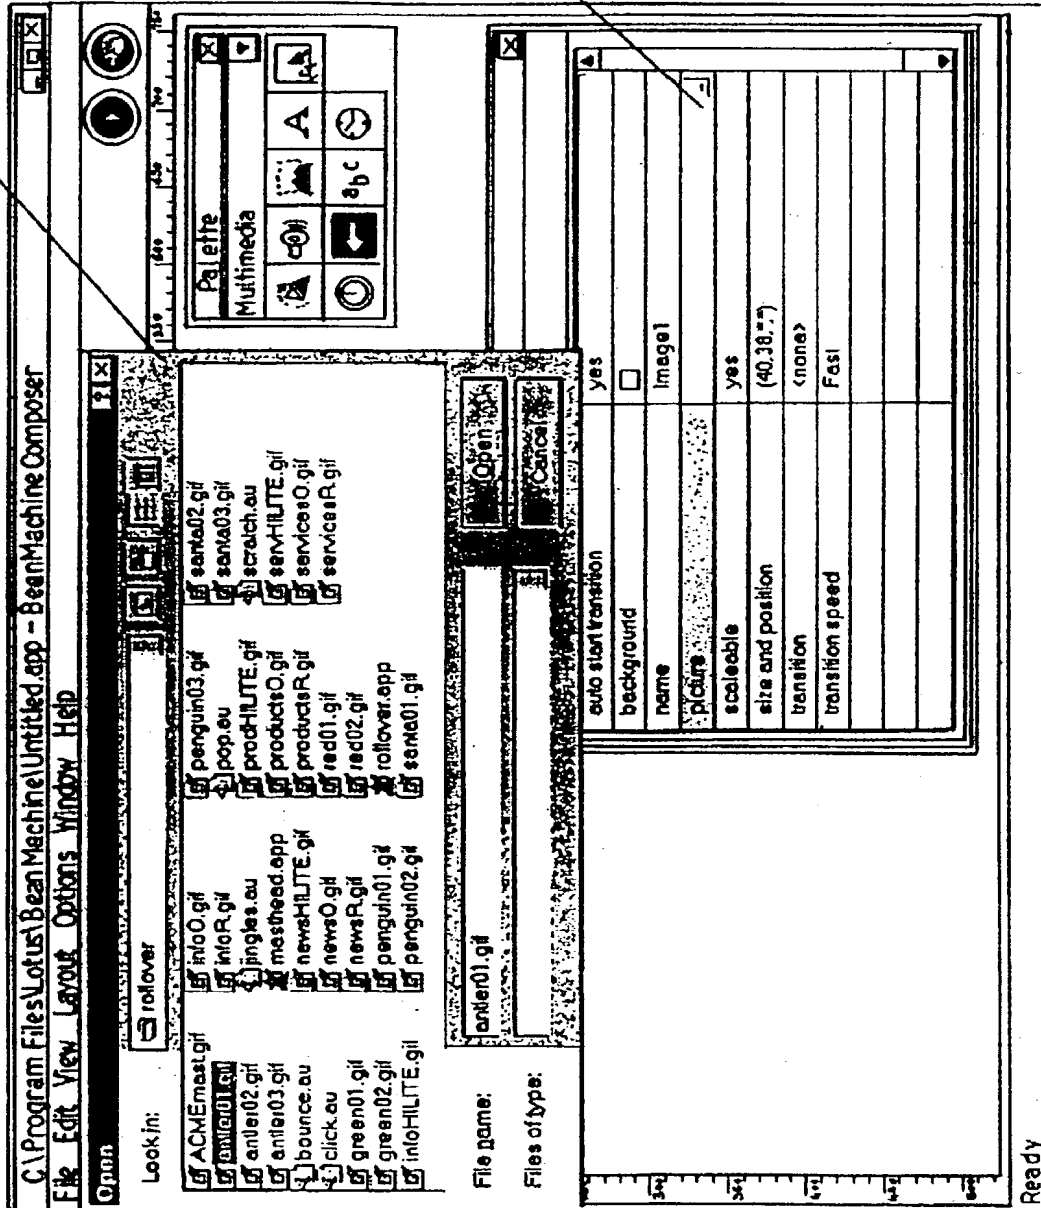 C:\Program Files\Lotus\BeanMachine\Untitled.app - BeanMachine Composer
File Edit View Layout Options Window Help
Open
Look in:
rollover
ACMEmast.gif
antler01.gif
antler02.gif
antler03.gif
bounce.au
click.au
green01.gif
green02.gif
infoHILITE.gif
infoO.gif
infoR.gif
jingles.au
masthead.app
newsHILITE.gif
newsO.gif
newsR.gif
penguin01.gif
penguin02.gif
penguin03.gif
pop.au
prodHILITE.gif
productsO.gif
productsR.gif
red01.gif
red02.gif
rollover.app
santa01.gif
santa02.gif
santa03.gif
scratch.au
servHILITE.gif
servicesO.gif
servicesR.gif
File name:
antler01.gif
Open
Files of type:
Cancel
550 600 650 700 750
Palette
Multimedia
A
abc
auto start transition yes
background
name Image1
picture
scaleable yes
size and position (40,38,*,*)
transition <none>
transition speed Fast
Ready